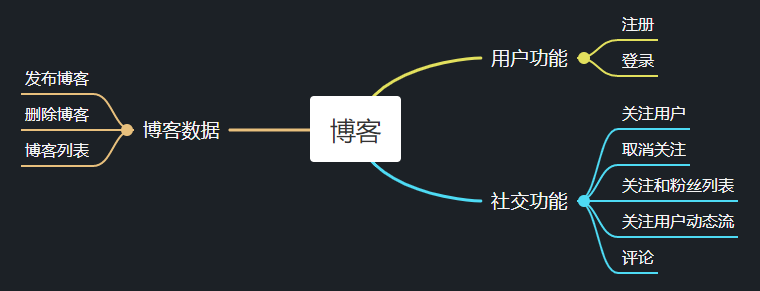 博客
用户功能
注册
登录
社交功能
关注用户
取消关注
关注和粉丝列表
关注用户动态流
评论
博客数据
发布博客
删除博客
博客列表